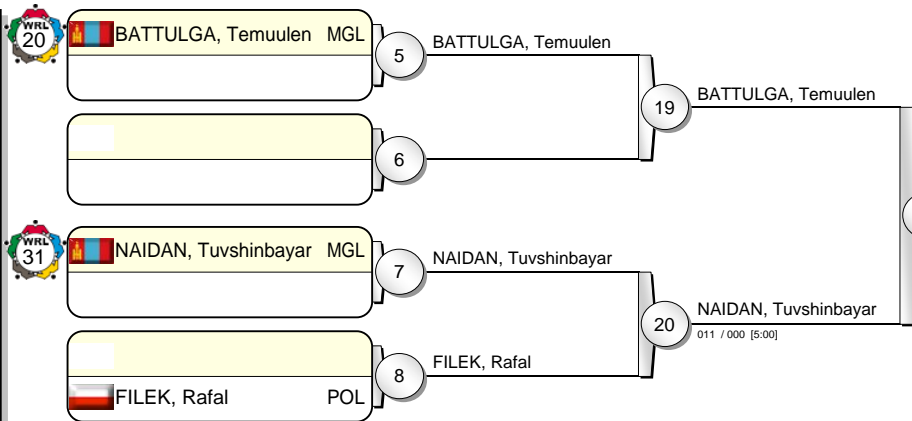 WRL
20
BATTULGA, Temuulen MGL
5
BATTULGA, Temuulen
19
BATTULGA, Temuulen
6
WRL
31
NAIDAN, Tuvshinbayar MGL
7
NAIDAN, Tuvshinbayar
20
NAIDAN, Tuvshinbayar
011 / 000 [5:00]
8
FILEK, Rafal
FILEK, Rafal POL